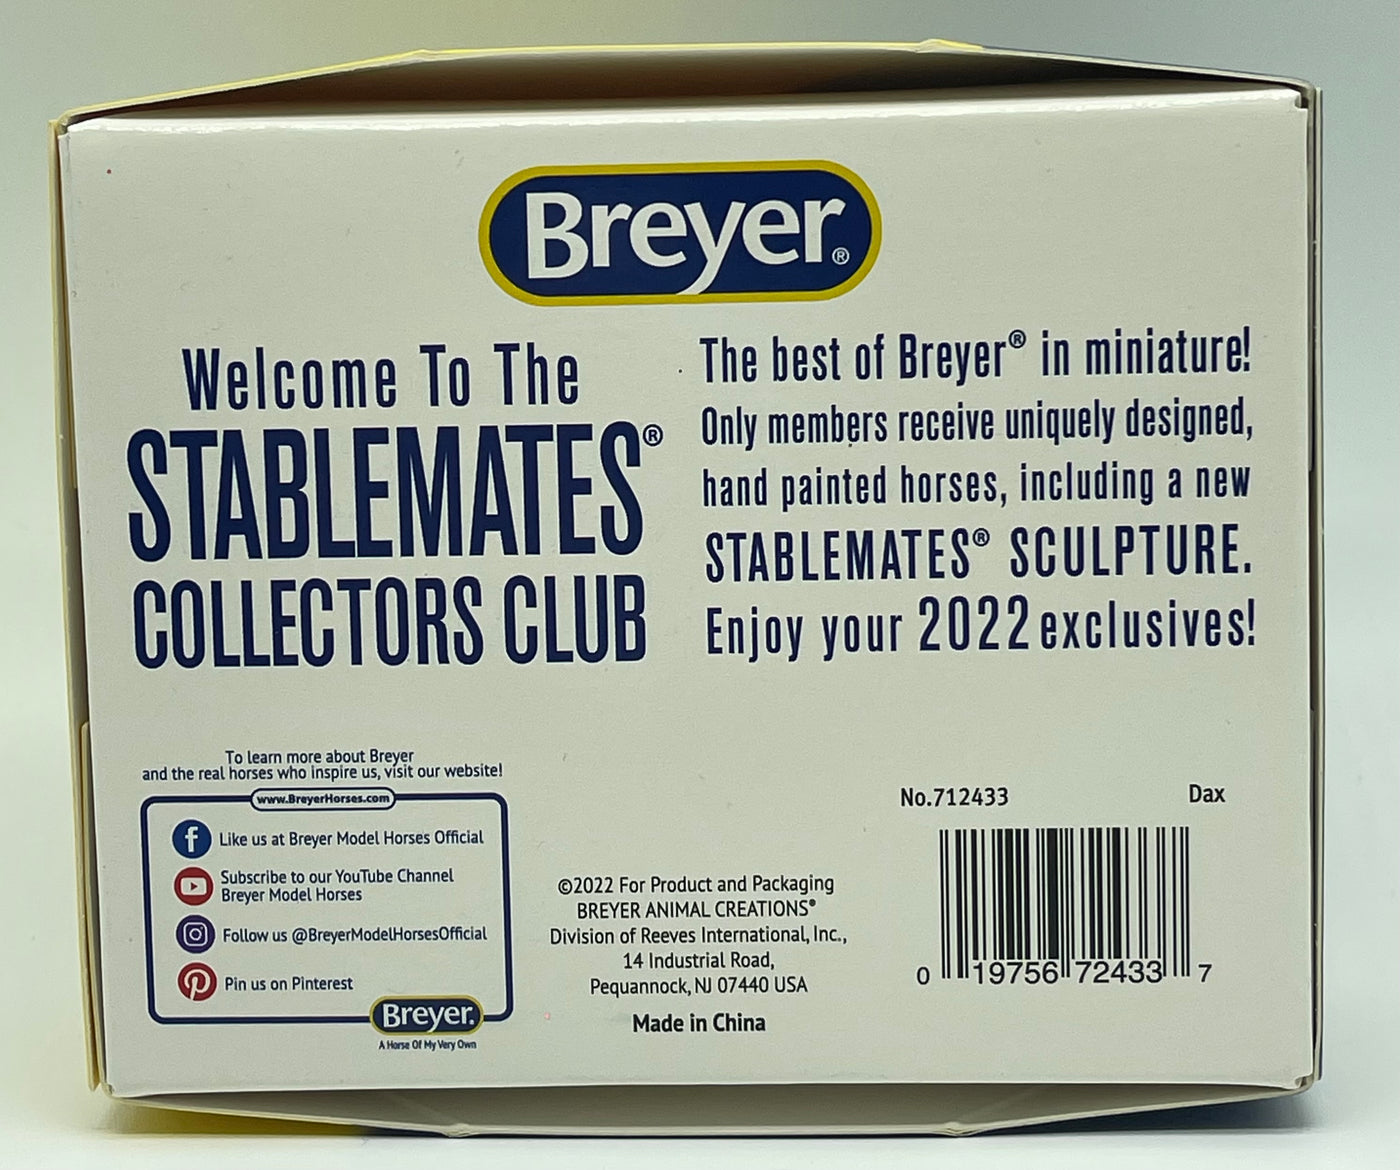 Breyer®
Welcome To The
STABLEMATES®
COLLECTORS CLUB
The best of Breyer® in miniature!
Only members receive uniquely designed,
hand painted horses, including a new
STABLEMATES® SCULPTURE.
Enjoy your 2022 exclusives!
To learn more about Breyer
and the real horses who inspire us, visit our website!
www.BreyerHorses.com
Like us at Breyer Model Horses Official
Subscribe to our YouTube Channel
Breyer Model Horses
Follow us @BreyerModelHorsesOfficial
Pin us on Pinterest
Breyer®
A Horse Of My Very Own
©2022 For Product and Packaging
BREYER ANIMAL CREATIONS®
Division of Reeves International, Inc.,
14 Industrial Road,
Pequannock, NJ 07440 USA
Made in China
No.712433 Dax
0 19756 72433 7